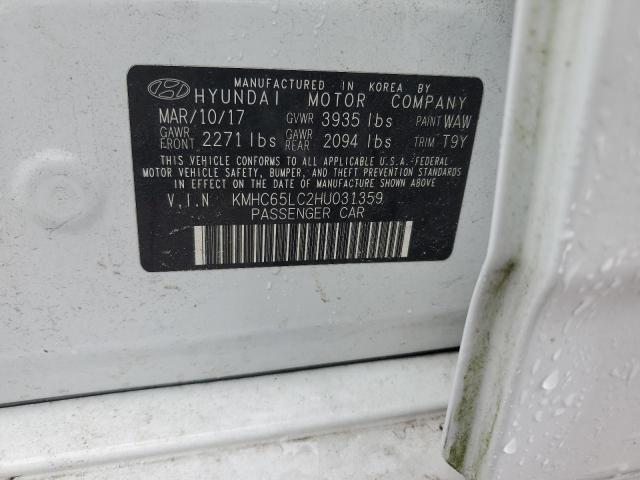 MANUFACTURED IN KOREA BY
HYUNDAI MOTOR COMPANY
MAR/10/17 GVWR 3935 lbs PAINT WAW
GAWR FRONT 2271 lbs GAWR REAR 2094 lbs TRIM T9Y
THIS VEHICLE CONFORMS TO ALL APPLICABLE U.S.A.-FEDERAL
MOTOR VEHICLE SAFETY, BUMPER, AND THEFT PREVENTION STANDARDS
IN EFFECT ON THE DATE OF MANUFACTURE SHOWN ABOVE.
V.I.N KMHC65LC2HU031359
PASSENGER CAR